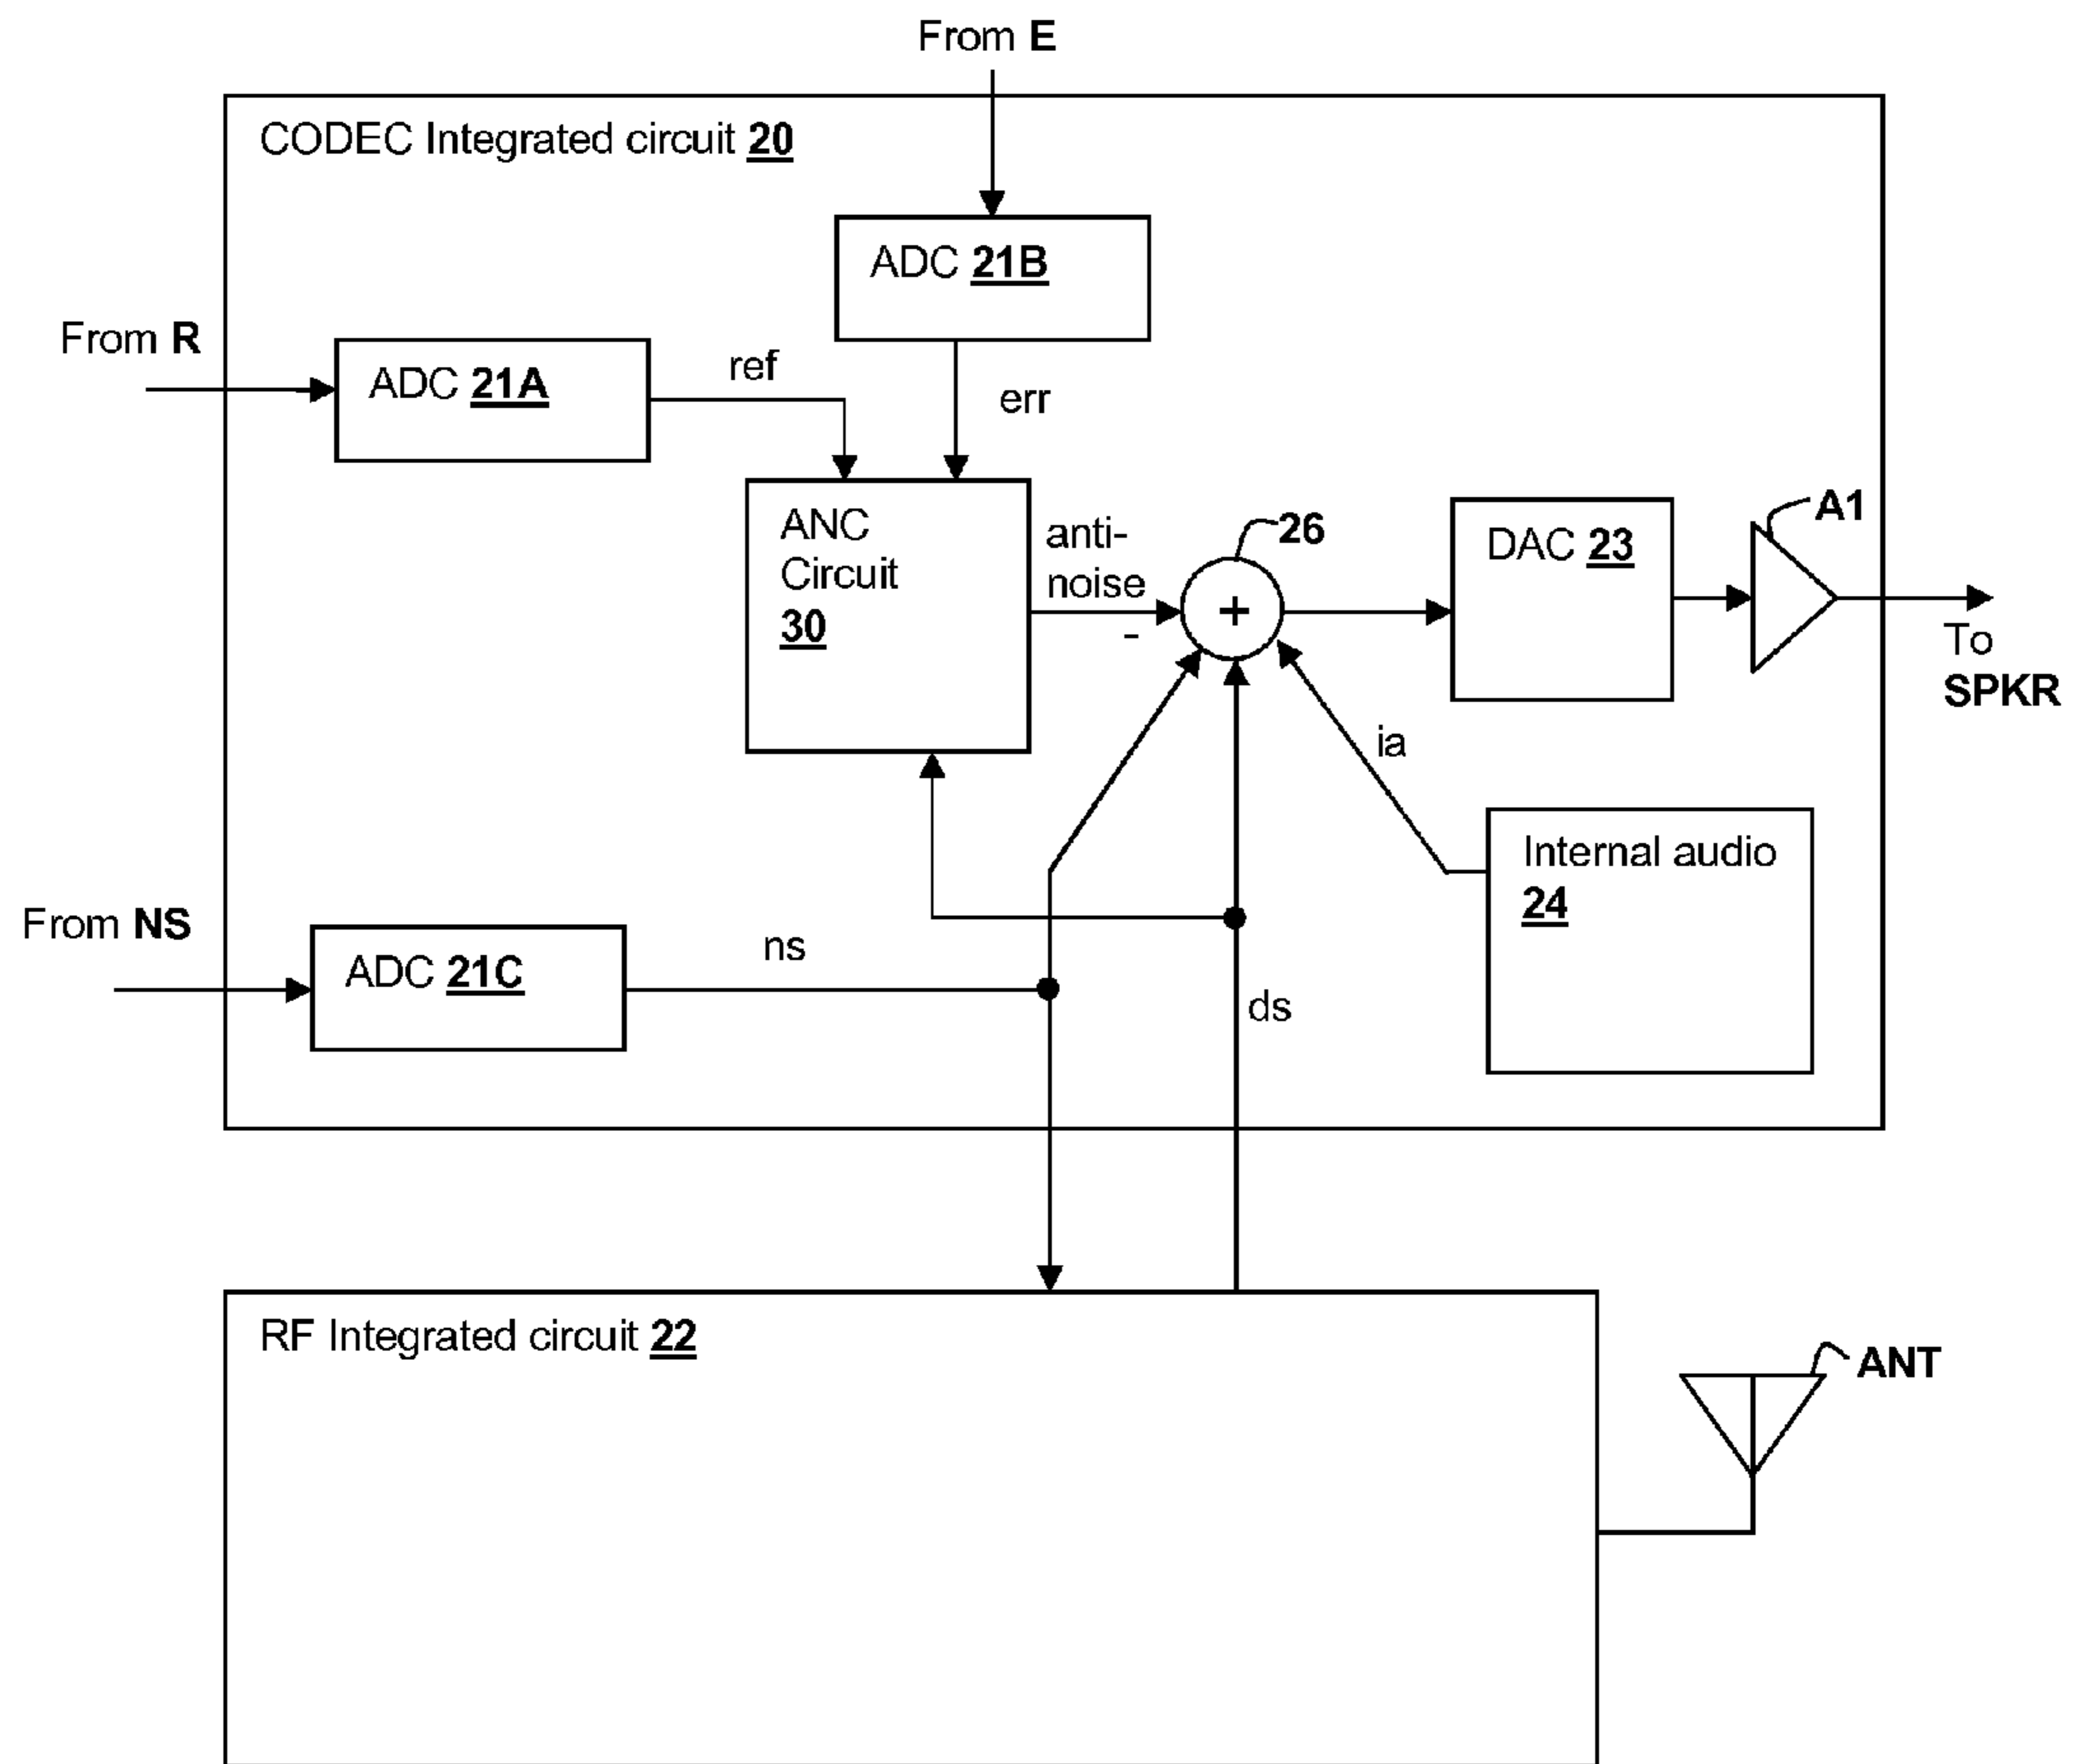 From E
CODEC Integrated circuit 20
ADC 21B
From R
ADC 21A
ref
err
ANC
Circuit
30
anti-
noise
-
26
+
DAC 23
A1
To
SPKR
ia
Internal audio
24
From NS
ADC 21C
ns
ds
RF Integrated circuit 22
ANT